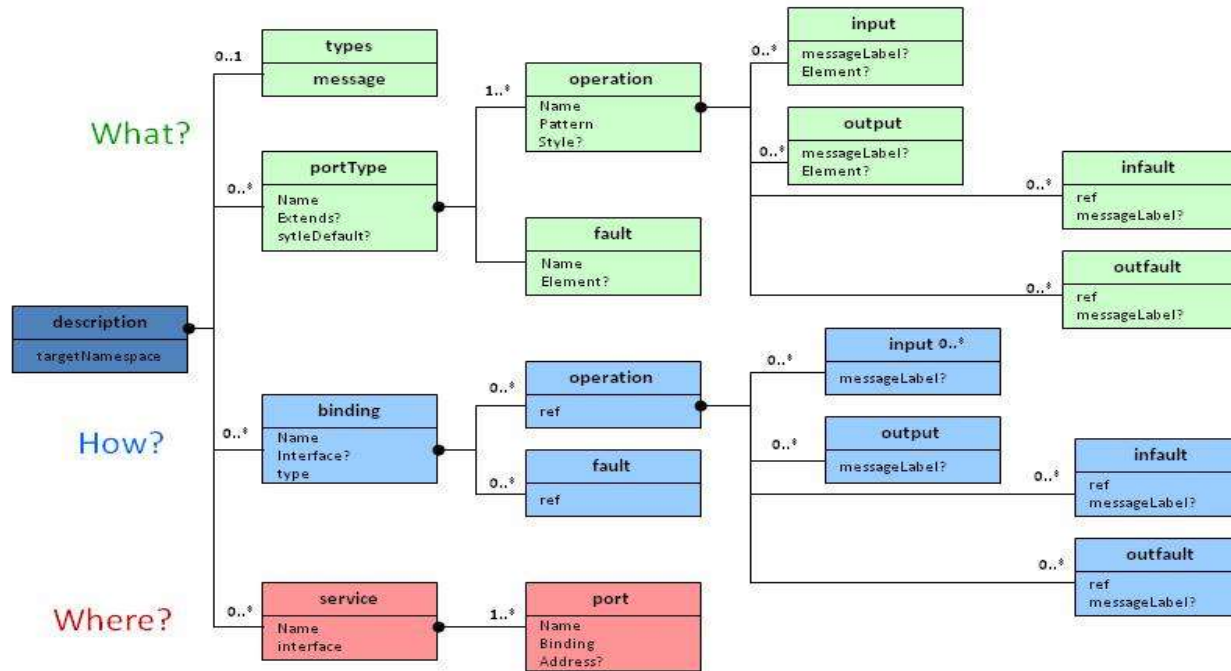 types
message
0..1
What?
portType
Name
Extends?
sytleDefault?
0..*
operation
Name
Pattern
Style?
1..*
fault
Name
Element?
input
messageLabel?
Element?
0..*
output
messageLabel?
Element?
0..*
infault
ref
messageLabel?
0..*
outfault
ref
messageLabel?
0..*
description
targetNamespace
How?
binding
Name
Interface?
type
0..*
operation
ref
0..*
fault
ref
0..*
input 0..*
messageLabel?
0..*
output
messageLabel?
0..*
infault
ref
messageLabel?
0..*
outfault
ref
messageLabel?
0..*
Where?
service
Name
interface
0..*
port
Name
Binding
Address?
1..*